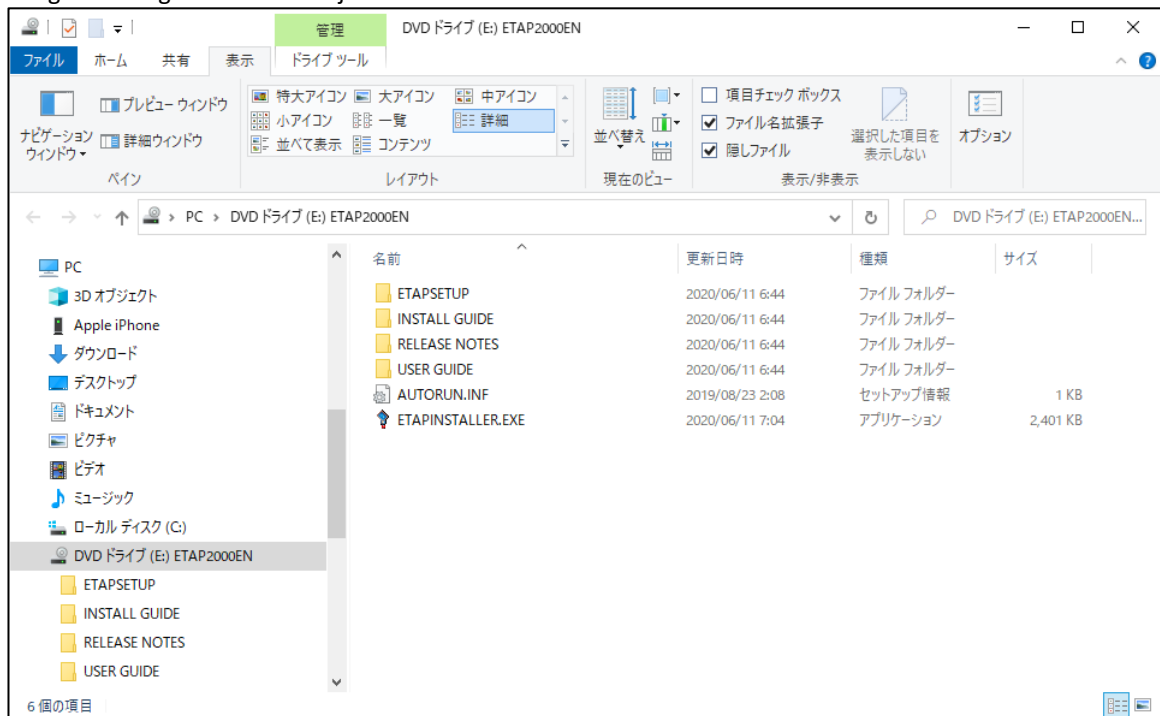 管理
DVD ドライブ (E:) ETAP2000EN
ファイル ホーム 共有 表示 ドライブ ツール
プレビュー ウィンドウ
詳細ウィンドウ
ナビゲーション
ウィンドウ
特大アイコン 大アイコン 中アイコン
小アイコン 一覧 詳細
並べて表示 コンテンツ
並べ替え
項目チェック ボックス
ファイル名拡張子
隠しファイル
選択した項目を
表示しない
オプション
ペイン レイアウト 現在のビュー 表示/非表示
PC › DVD ドライブ (E:) ETAP2000EN
DVD ドライブ (E:) ETAP2000EN...
PC
3D オブジェクト
Apple iPhone
ダウンロード
デスクトップ
ドキュメント
ピクチャ
ビデオ
ミュージック
ローカル ディスク (C:)
DVD ドライブ (E:) ETAP2000EN
ETAPSETUP
INSTALL GUIDE
RELEASE NOTES
USER GUIDE
名前 更新日時 種類 サイズ
ETAPSETUP 2020/06/11 6:44 ファイル フォルダー
INSTALL GUIDE 2020/06/11 6:44 ファイル フォルダー
RELEASE NOTES 2020/06/11 6:44 ファイル フォルダー
USER GUIDE 2020/06/11 6:44 ファイル フォルダー
AUTORUN.INF 2019/08/23 2:08 セットアップ情報 1 KB
ETAPINSTALLER.EXE 2020/06/11 7:04 アプリケーション 2,401 KB
6 個の項目